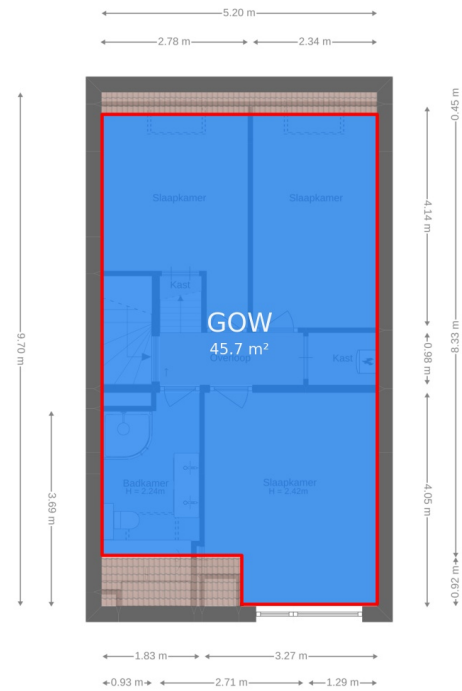 5.20 m
2.78 m
2.34 m
0.45 m
Slaapkamer
Slaapkamer
4.14 m
Kast
GOW
45.7 m²
Overloop
Kast
9.70 m
0.98 m
8.33 m
Badkamer
H = 2.24m
Slaapkamer
H = 2.42m
3.69 m
4.05 m
0.92 m
1.83 m
3.27 m
0.93 m
2.71 m
1.29 m